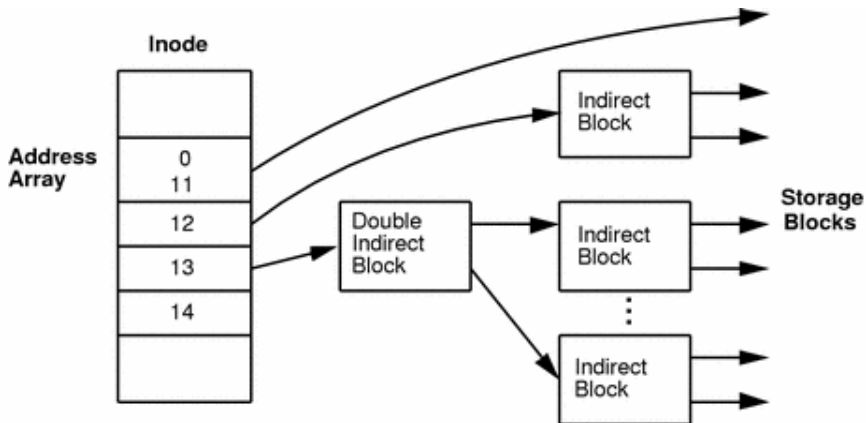 Inode
Address
Array
0
11
12
13
14
Double
Indirect
Block
Indirect
Block
Indirect
Block
Indirect
Block
Storage
Blocks